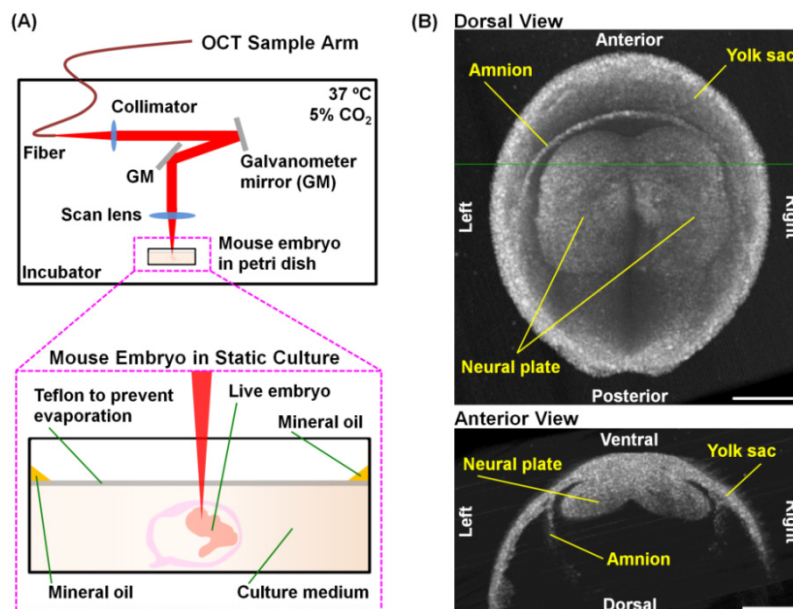 (A)
OCT Sample Arm
37 ºC
5% CO2
Collimator
Fiber
GM
Galvanometer
mirror (GM)
Scan lens
Mouse embryo
in petri dish
Incubator
Mouse Embryo in Static Culture
Teflon to prevent
evaporation
Live embryo
Mineral oil
Mineral oil
Culture medium
(B)
Dorsal View
Anterior
Amnion
Yolk sac
Left
Right
Neural plate
Posterior
Anterior View
Ventral
Neural plate
Yolk sac
Left
Right
Amnion
Dorsal